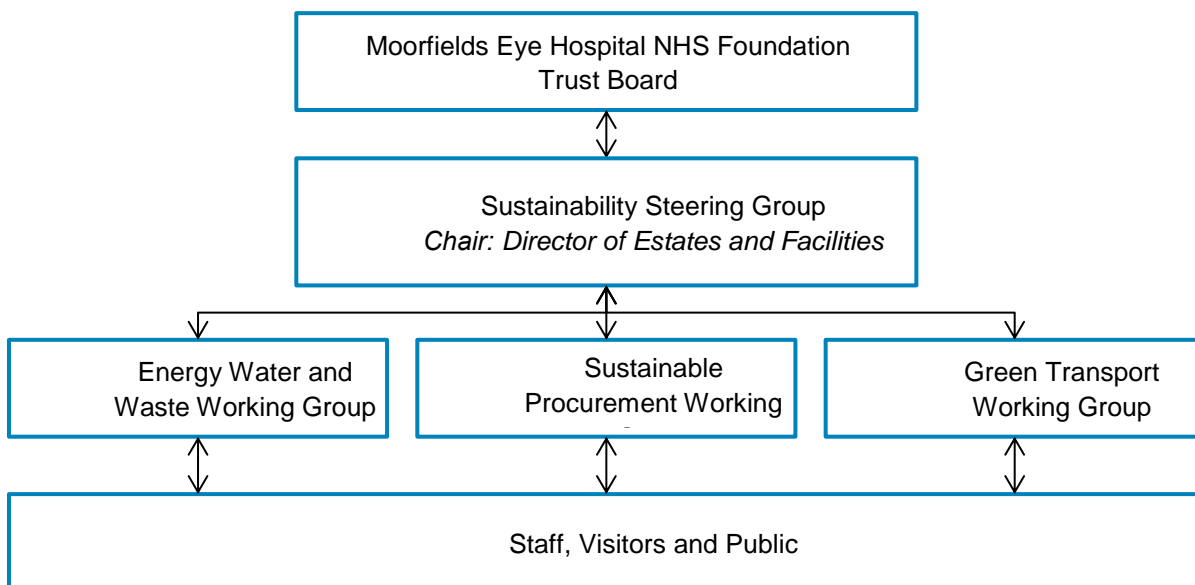 Moorfields Eye Hospital NHS Foundation
Trust Board
Sustainability Steering Group
Chair: Director of Estates and Facilities
Energy Water and
Waste Working Group
Sustainable
Procurement Working
Green Transport
Working Group
Staff, Visitors and Public